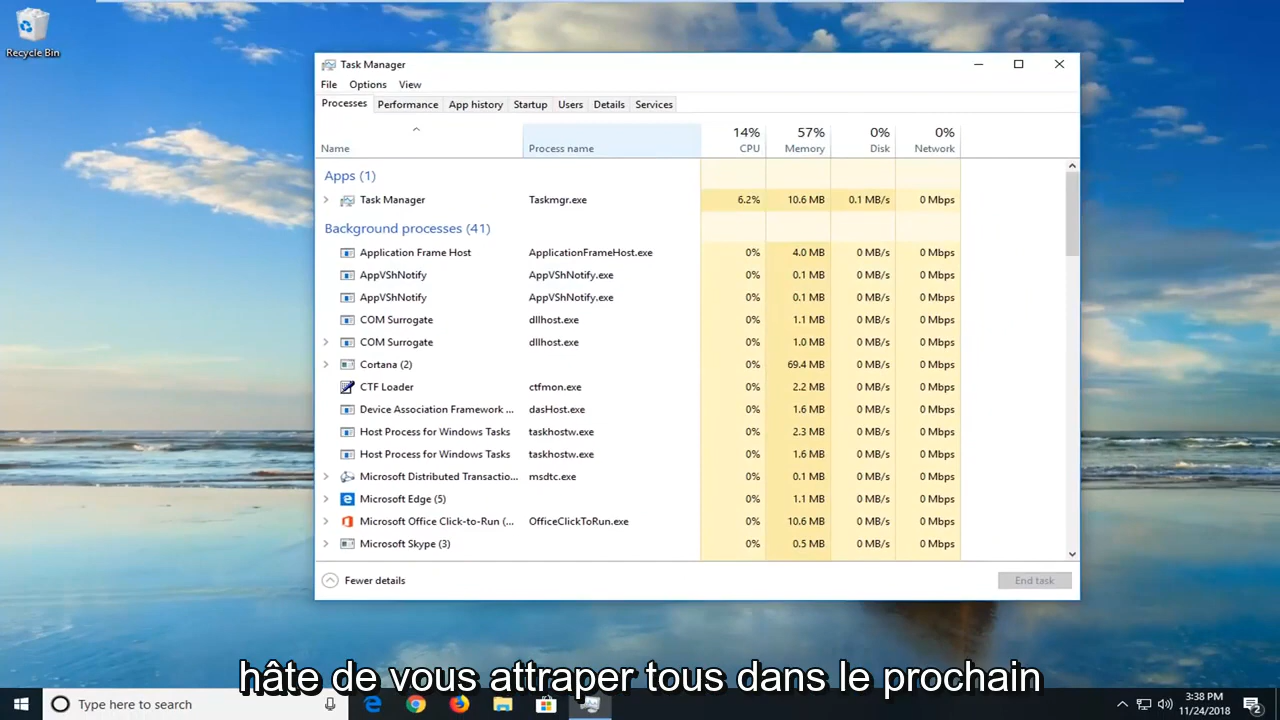 Recycle Bin
Task Manager
File Options View
Processes Performance App history Startup Users Details Services
14% 57% 0% 0%
Name Process name CPU Memory Disk Network
Apps (1)
Task Manager Taskmgr.exe 6.2% 10.6 MB 0.1 MB/s 0 Mbps
Background processes (41)
Application Frame Host ApplicationFrameHost.exe 0% 4.0 MB 0 MB/s 0 Mbps
AppVShNotify AppVShNotify.exe 0% 0.1 MB 0 MB/s 0 Mbps
AppVShNotify AppVShNotify.exe 0% 0.1 MB 0 MB/s 0 Mbps
COM Surrogate dllhost.exe 0% 1.1 MB 0 MB/s 0 Mbps
COM Surrogate dllhost.exe 0% 1.0 MB 0 MB/s 0 Mbps
Cortana (2) 0% 69.4 MB 0 MB/s 0 Mbps
CTF Loader ctfmon.exe 0% 2.2 MB 0 MB/s 0 Mbps
Device Association Framework ... dasHost.exe 0% 1.6 MB 0 MB/s 0 Mbps
Host Process for Windows Tasks taskhostw.exe 0% 2.3 MB 0 MB/s 0 Mbps
Host Process for Windows Tasks taskhostw.exe 0% 1.6 MB 0 MB/s 0 Mbps
Microsoft Distributed Transactio... msdtc.exe 0% 0.1 MB 0 MB/s 0 Mbps
Microsoft Edge (5) 0% 1.1 MB 0 MB/s 0 Mbps
Microsoft Office Click-to-Run (... OfficeClickToRun.exe 0% 10.6 MB 0 MB/s 0 Mbps
Microsoft Skype (3) 0% 0.5 MB 0 MB/s 0 Mbps
Fewer details End task
hâte de vous attraper tous dans le prochain
Type here to search
3:38 PM
11/24/2018
2